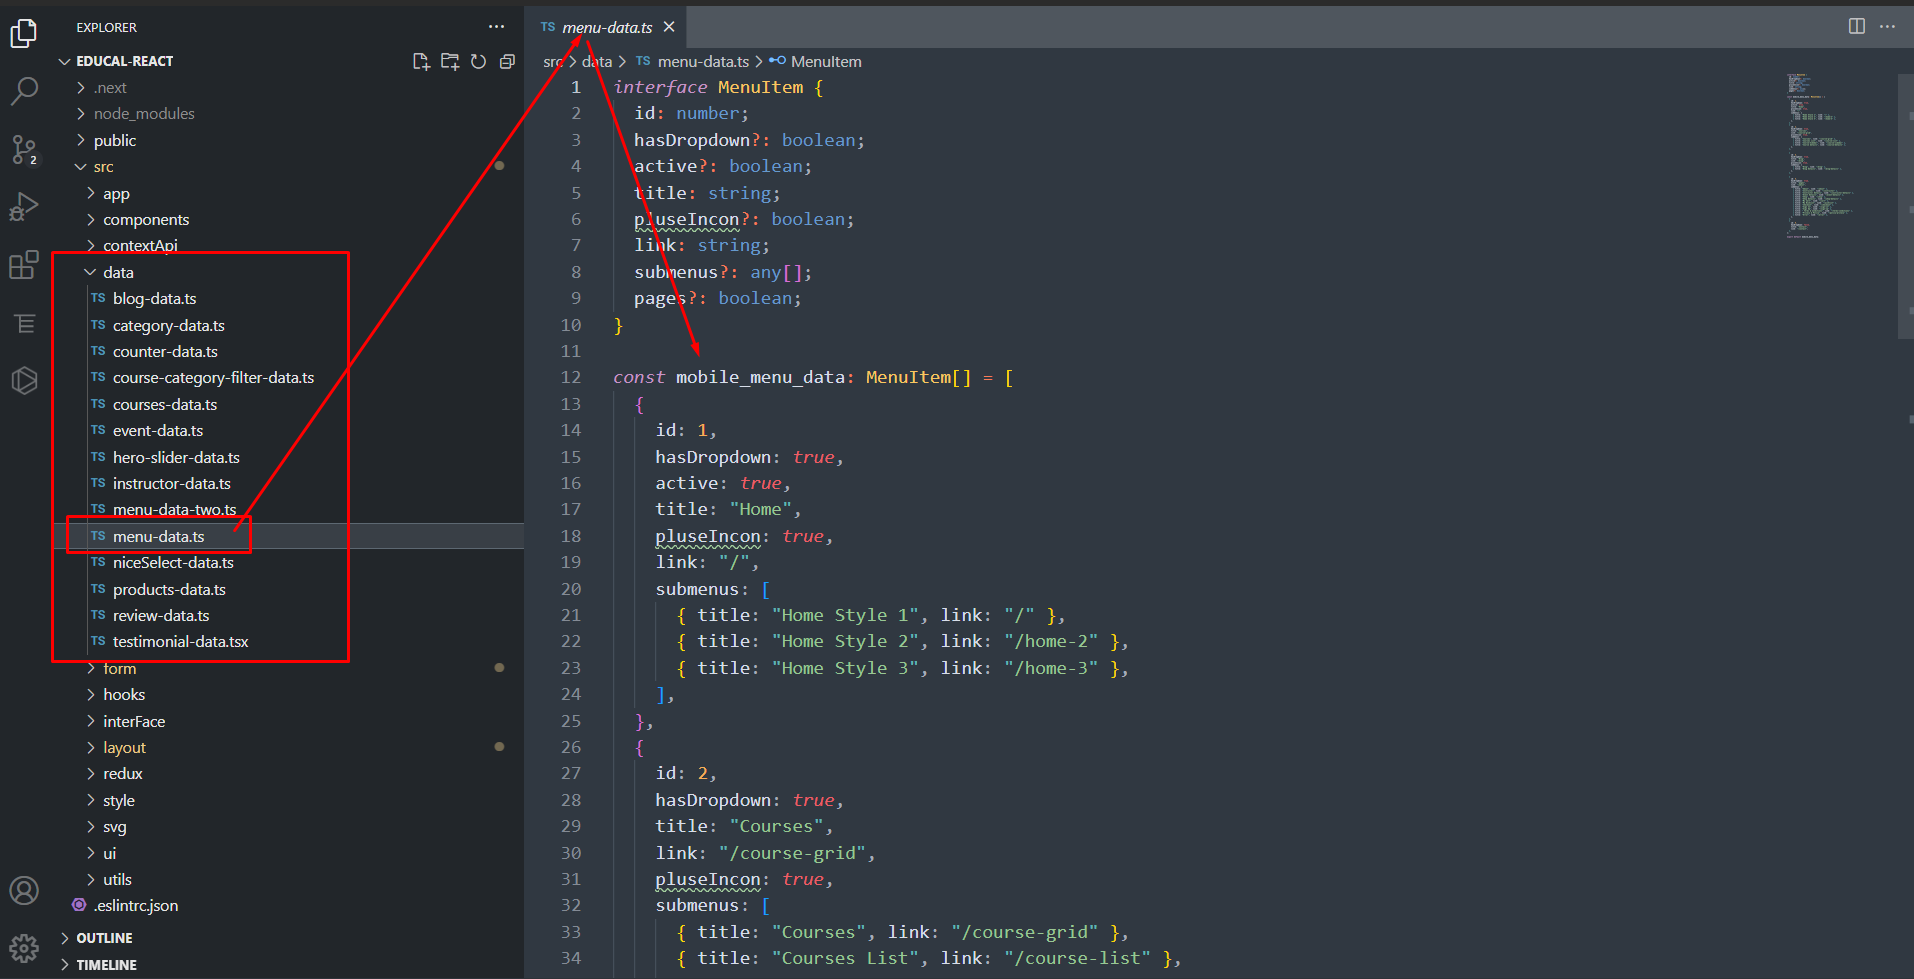 EXPLORER
EDUCAL-REACT
.next
node_modules
public
2
src
app
components
contextApi
data
TS blog-data.ts
TS category-data.ts
TS counter-data.ts
TS course-category-filter-data.ts
TS courses-data.ts
TS event-data.ts
TS hero-slider-data.ts
TS instructor-data.ts
TS menu-data-two.ts
TS menu-data.ts
TS niceSelect-data.ts
TS products-data.ts
TS review-data.ts
TS testimonial-data.tsx
form
hooks
interFace
layout
redux
style
svg
ui
utils
.eslintrc.json
OUTLINE
TIMELINE
TS menu-data.ts
src > data > TS menu-data.ts > MenuItem
1 interface MenuItem {
2 id: number;
3 hasDropdown?: boolean;
4 active?: boolean;
5 title: string;
6 pluseIncon?: boolean;
7 link: string;
8 submenus?: any[];
9 pages?: boolean;
10 }
11
12 const mobile_menu_data: MenuItem[] = [
13 {
14 id: 1,
15 hasDropdown: true,
16 active: true,
17 title: "Home",
18 pluseIncon: true,
19 link: "/",
20 submenus: [
21 { title: "Home Style 1", link: "/" },
22 { title: "Home Style 2", link: "/home-2" },
23 { title: "Home Style 3", link: "/home-3" },
24 ],
25 },
26 {
27 id: 2,
28 hasDropdown: true,
29 title: "Courses",
30 link: "/course-grid",
31 pluseIncon: true,
32 submenus: [
33 { title: "Courses", link: "/course-grid" },
34 { title: "Courses List", link: "/course-list" },